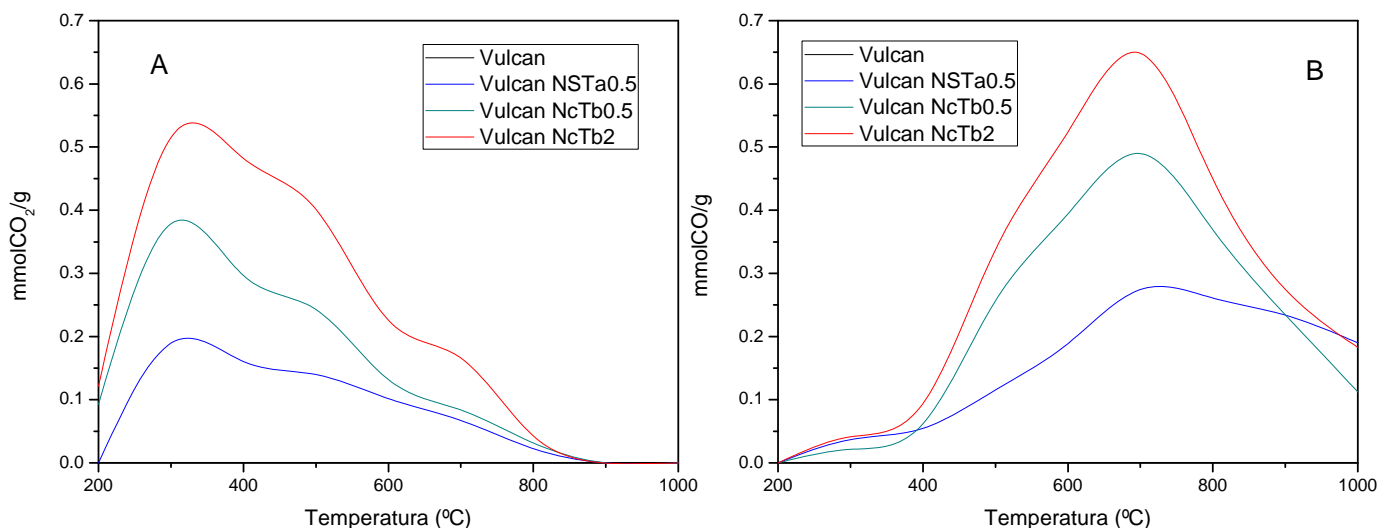 A
Vulcan
Vulcan NSTa0.5
Vulcan NcTb0.5
Vulcan NcTb2
0.7
0.6
0.5
0.4
0.3
0.2
0.1
0.0
mmolCO₂/g
200
400
600
800
1000
Temperatura (ºC)
B
Vulcan
Vulcan NSTa0.5
Vulcan NcTb0.5
Vulcan NcTb2
0.7
0.6
0.5
0.4
0.3
0.2
0.1
0.0
mmolCO/g
200
400
600
800
1000
Temperatura (ºC)